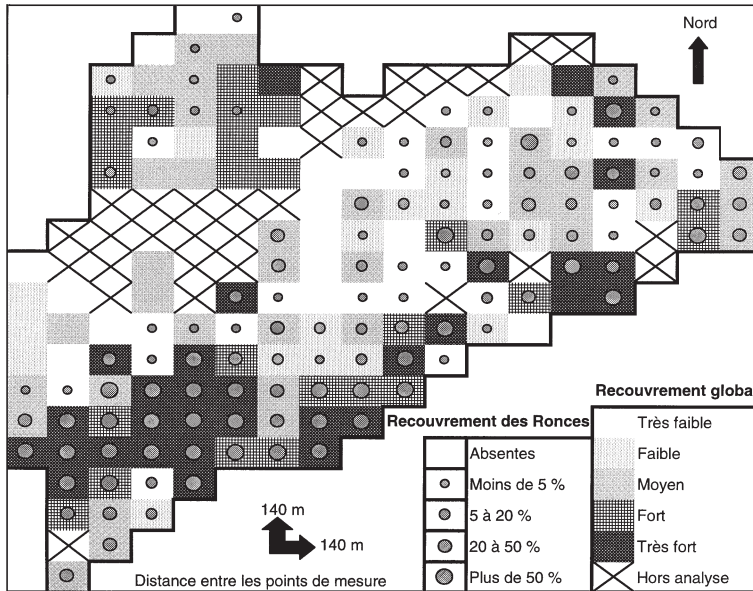 Nord
Recouvrement globa
Recouvrement des Ronces
Très faible
Absentes
Faible
Moins de 5 %
Moyen
5 à 20 %
Fort
20 à 50 %
Très fort
Plus de 50 %
Hors analyse
140 m
140 m
Distance entre les points de mesure